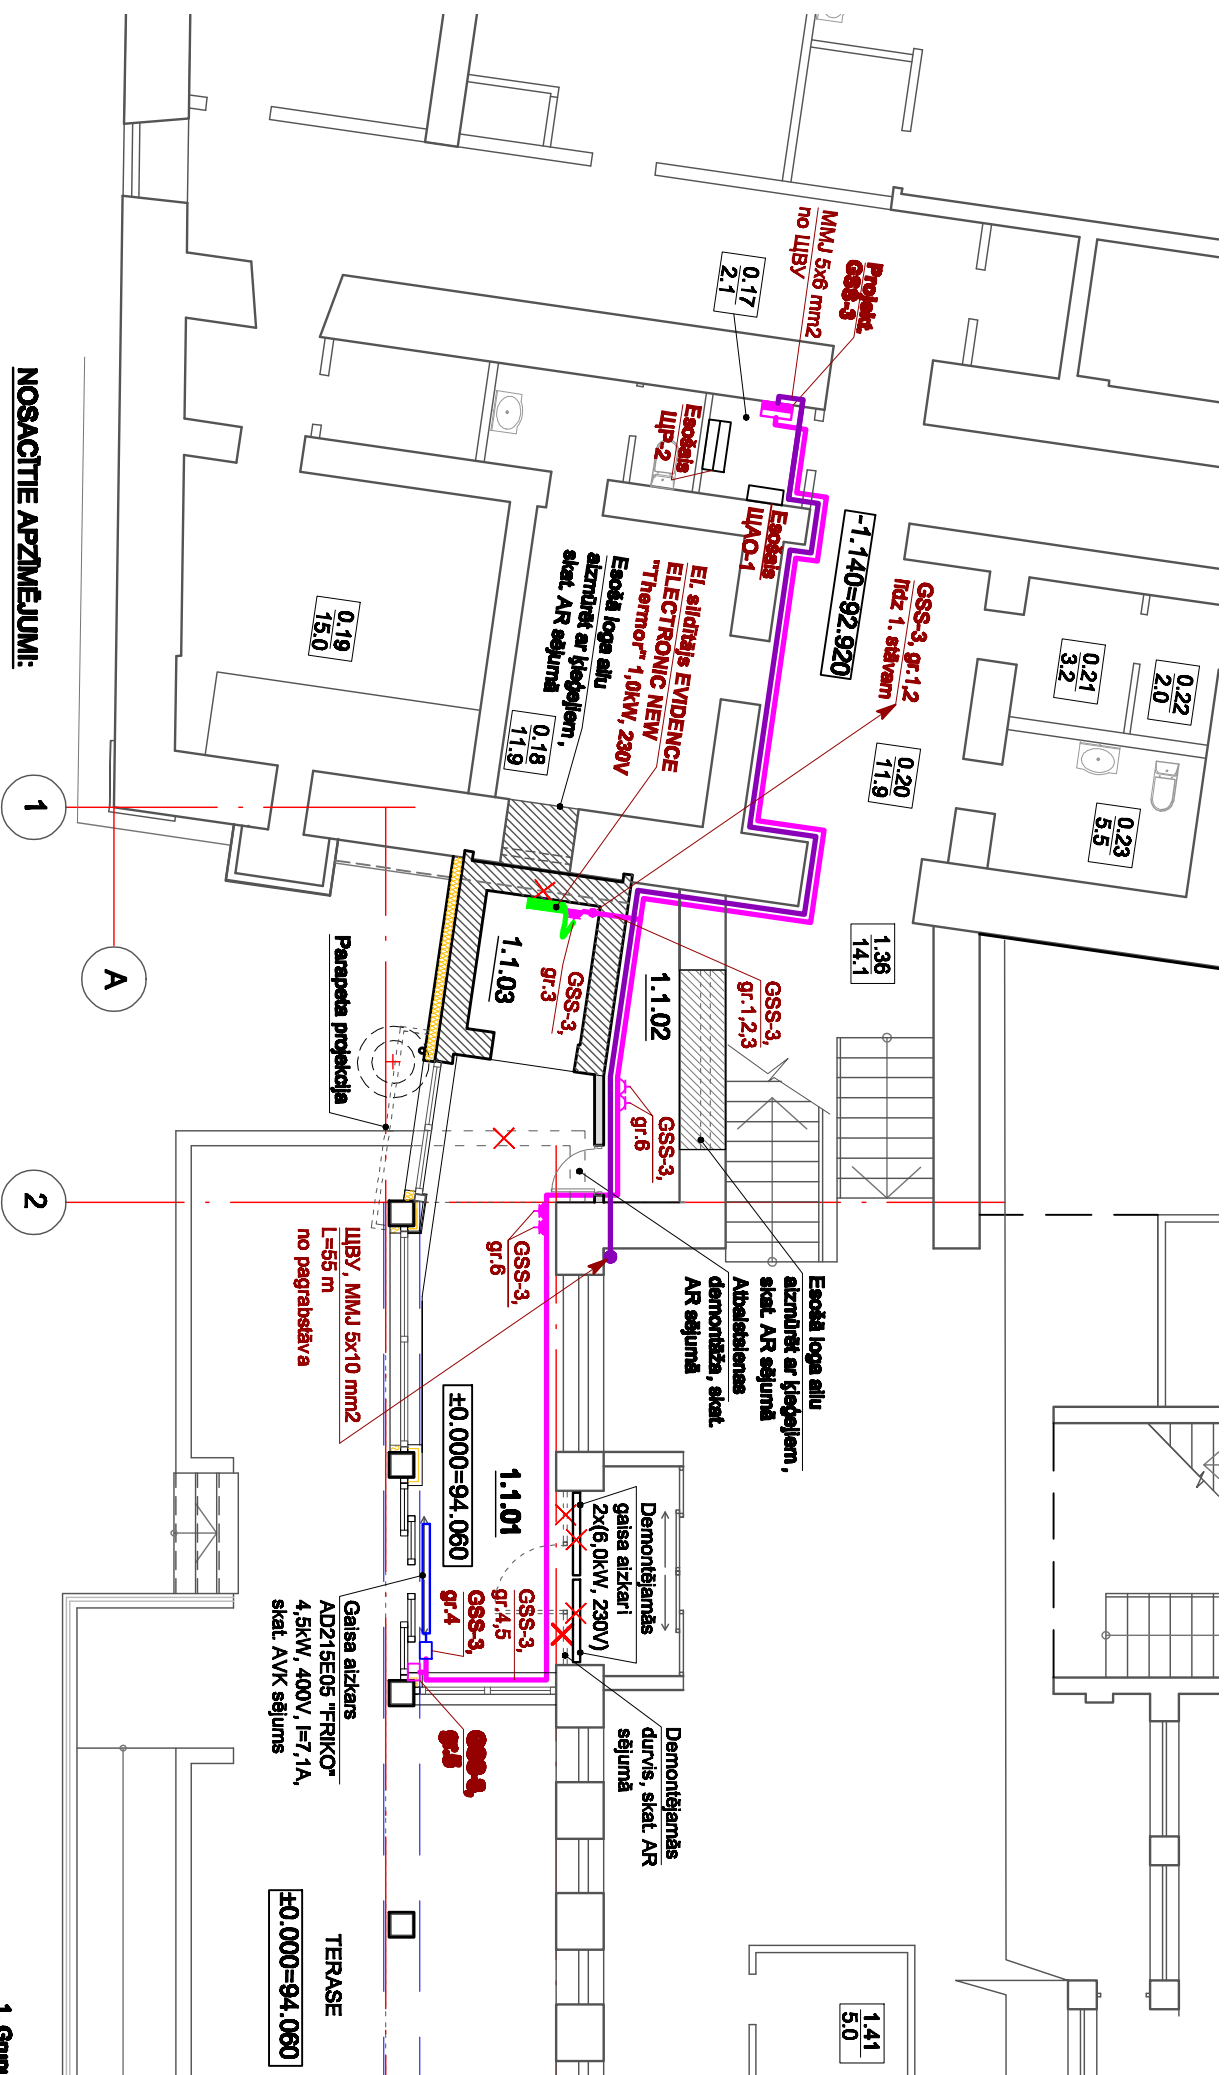 MMJ 5x6 mm2
no ЩВУ
Projekt.
GSS-3
0.17
2.1
Esošais
ЩР-2
Esošais
ЩАО-1
-1.140=92.920
GSS-3, gr.1,2
līdz 1. stāvam
0.21
3.2
0.22
2.0
0.20
11.9
0.23
5.5
El. sildītājs EVIDENCE
ELECTRONIC NEW
"Thermor" 1,0kW, 230V
Esošā loga ailu
aizmūrēt ar ķieģeļiem,
skat. AR sējumā
0.19
15.0
0.18
11.9
NOSACĪTIE APZĪMĒJUMI:
1
A
2
Parapeta projekcija
1.1.03
GSS-3,
gr.3
1.1.02
GSS-3,
gr.1,2,3
1.36
14.1
GSS-3,
gr.6
GSS-3,
gr.6
ЩВУ, MMJ 5x10 mm2
L=55 m
no pagrabstāva
Esošā loga ailu
aizmūrēt ar ķieģeļiem,
skat. AR sējumā
Atbalstsienas
demontāža, skat.
AR sējumā
±0.000=94.060
1.1.01
Demontējamās
gaisa aizkari
2x(6,0kW, 230V)
GSS-3,
gr.4,5
GSS-3,
gr.4
Gaisa aizkars
AD215E05 "FRIKO"
4,5kW, 400V, I=7,1A,
skat. AVK sējums
GSS-3,
gr.5
Demontējamās
durvis, skat. AR
sējumā
TERASE
±0.000=94.060
1.41
5.0